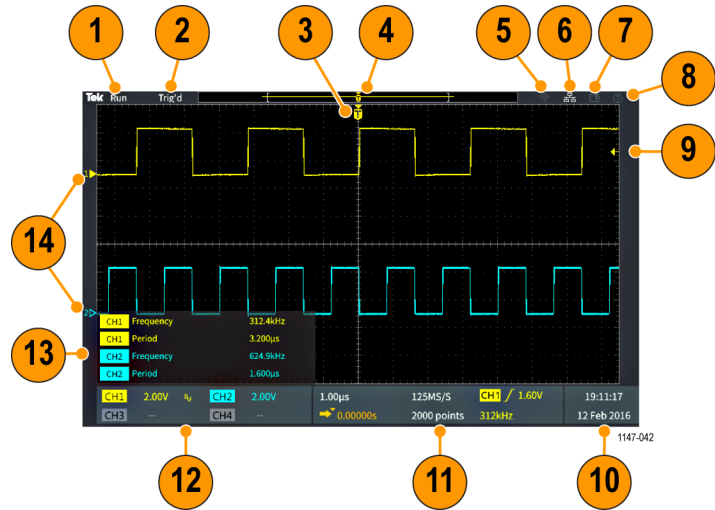 1 2 3 4 5 6 7 8
Tek Run Trig'd
T
9
1
14
2
CH1 Frequency 312.4kHz
CH1 Period 3.200µs
CH2 Frequency 624.9kHz
CH2 Period 1.600µs
13
CH1 2.00V CH2 2.00V 1.00µs 125MS/S CH1 1.60V 19:11:17
CH3 -- CH4 -- 0.00000s 2000 points 312kHz 12 Feb 2016
1147-042
12 11 10